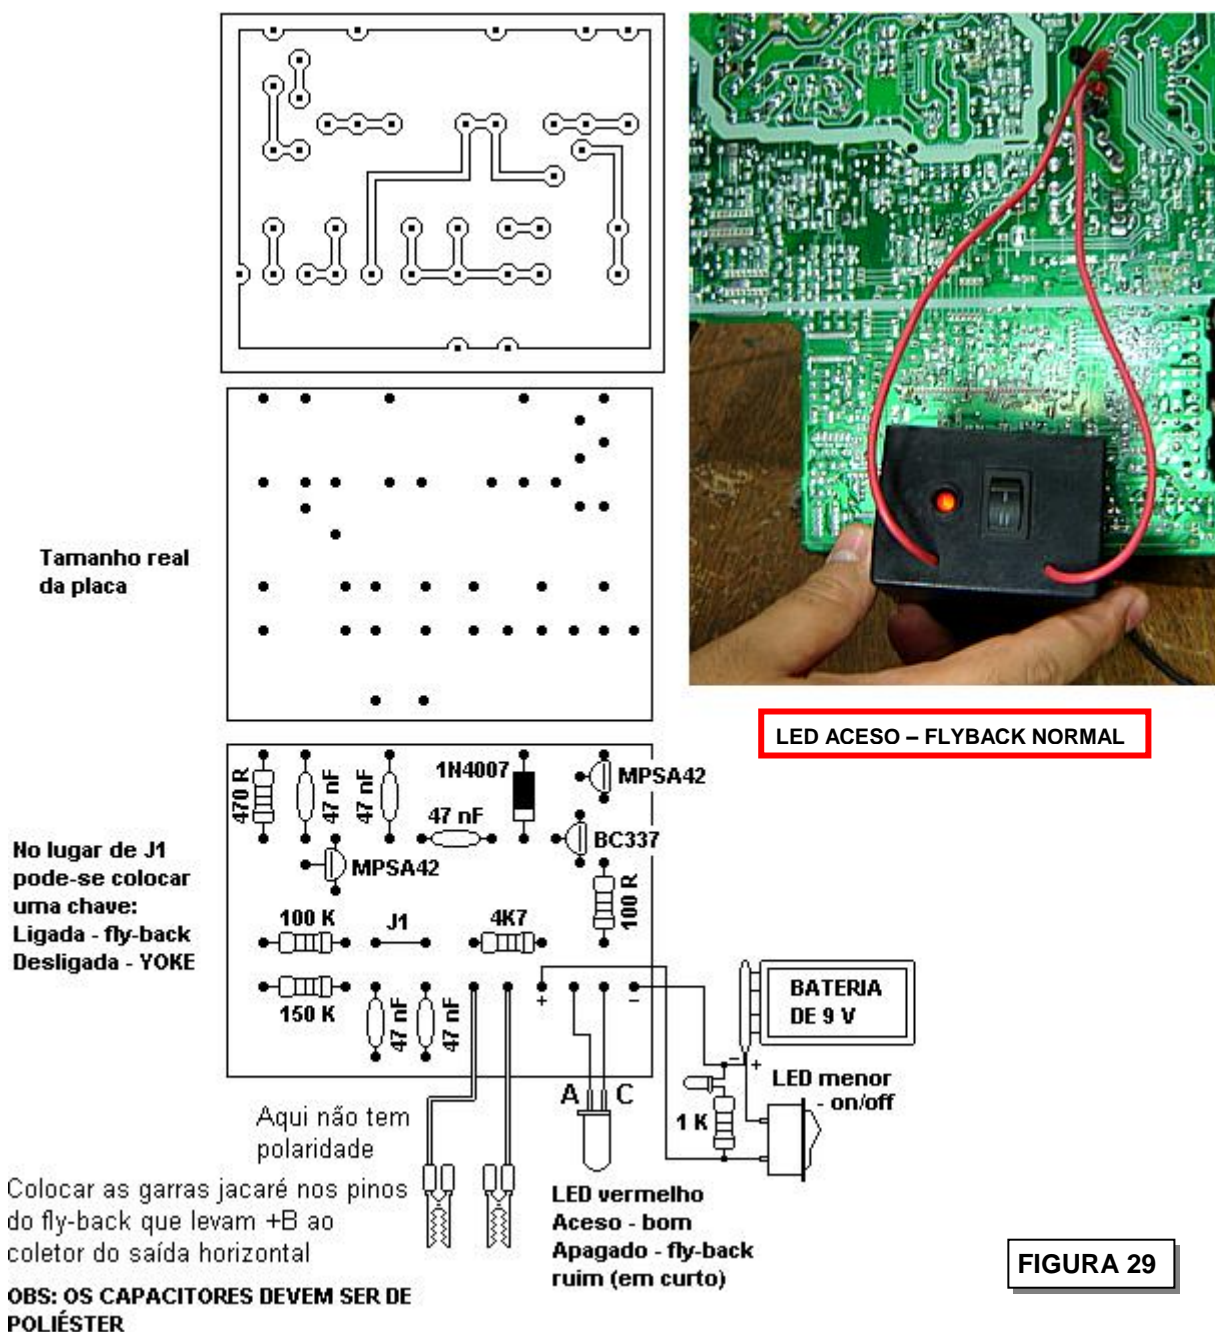 Tamanho real
da placa
LED ACESO – FLYBACK NORMAL
470 R
47 nF
47 nF
1N4007
47 nF
MPSA42
BC337
MPSA42
100 R
100 K
J1
4K7
150 K
47 nF
47 nF
+
–
No lugar de J1
pode-se colocar
uma chave:
Ligada - fly-back
Desligada - YOKE
BATERIA
DE 9 V
– +
LED menor
- on/off
1 K
A C
Aqui não tem
polaridade
Colocar as garras jacaré nos pinos
do fly-back que levam +B ao
coletor do saída horizontal
LED vermelho
Aceso - bom
Apagado - fly-back
ruim (em curto)
OBS: OS CAPACITORES DEVEM SER DE
POLIÉSTER
FIGURA 29